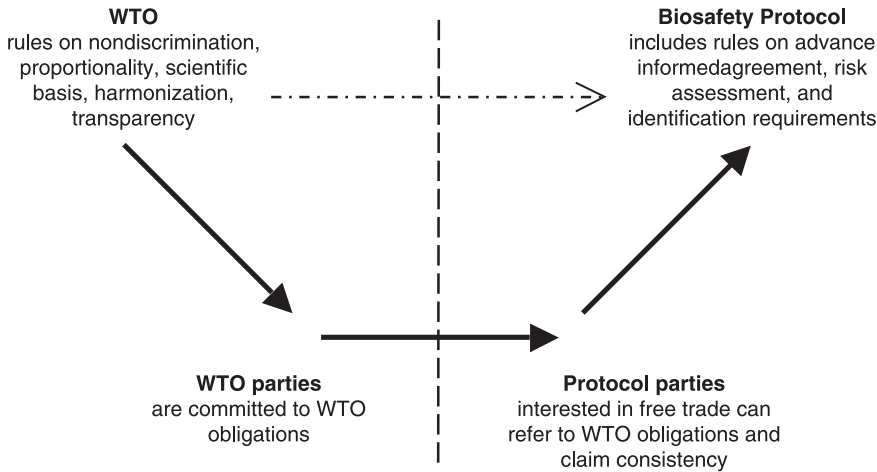 WTO
rules on nondiscrimination,
proportionality, scientific
basis, harmonization,
transparency
Biosafety Protocol
includes rules on advance
informedagreement, risk
assessment, and
identification requirements
WTO parties
are committed to WTO
obligations
Protocol parties
interested in free trade can
refer to WTO obligations and
claim consistency